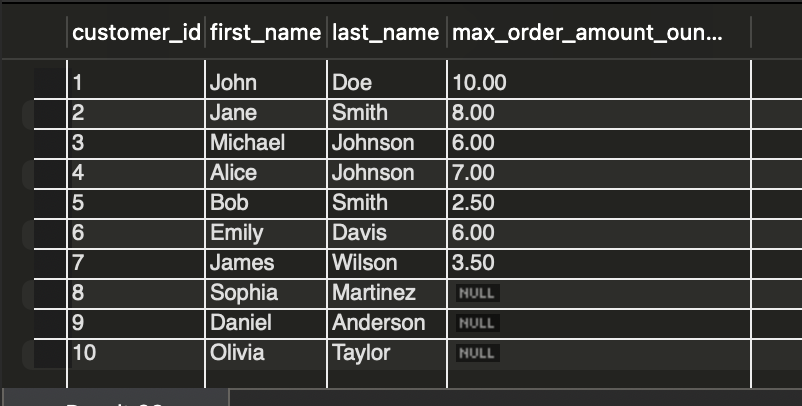 customer_id first_name last_name max_order_amount_oun...
1 John Doe 10.00
2 Jane Smith 8.00
3 Michael Johnson 6.00
4 Alice Johnson 7.00
5 Bob Smith 2.50
6 Emily Davis 6.00
7 James Wilson 3.50
8 Sophia Martinez NULL
9 Daniel Anderson NULL
10 Olivia Taylor NULL